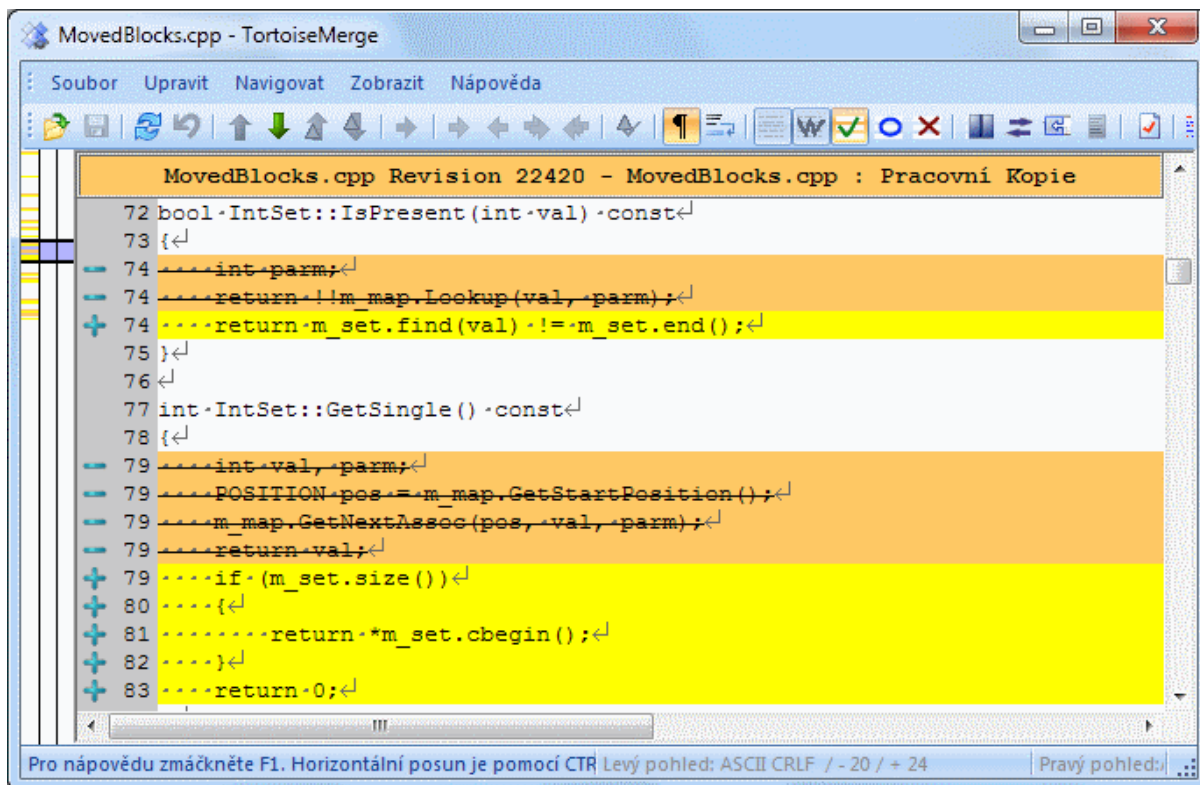 MovedBlocks.cpp - TortoiseMerge
Soubor Upravit Navigovat Zobrazit Nápověda
MovedBlocks.cpp Revision 22420 - MovedBlocks.cpp : Pracovní Kopie
72 bool·IntSet::IsPresent(int·val)·const↵
73 {↵
74 ····int·parm;↵
74 ····return·!!m_map.Lookup(val,·parm);↵
74 ····return·m_set.find(val)·!=·m_set.end();↵
75 }↵
76 ↵
77 int·IntSet::GetSingle()·const↵
78 {↵
79 ····int·val,·parm;↵
79 ····POSITION·pos·=·m_map.GetStartPosition();↵
79 ····m_map.GetNextAssoc(pos,·val,·parm);↵
79 ····return·val;↵
79 ····if·(m_set.size())↵
80 ····{↵
81 ········return·*m_set.cbegin();↵
82 ····}↵
83 ····return·0;↵
Pro nápovědu zmáčkněte F1. Horizontální posun je pomocí CTR Levý pohled: ASCII CRLF / - 20 / + 24 Pravý pohled: